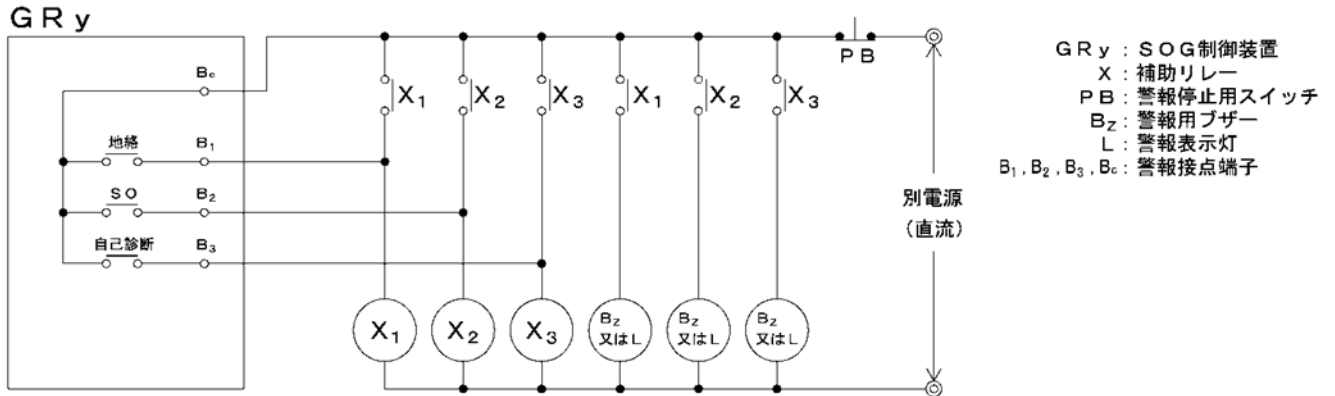 GRy
PB
GRy：SOG制御装置
X：補助リレー
PB：警報停止用スイッチ
BZ：警報用ブザー
L：警報表示灯
B1,B2,B3,Bc：警報接点端子
Bc
X1 X2 X3 X1 X2 X3
地絡 B1
SO B2
自己診断 B3
別電源
(直流)
X1 X2 X3
BZ
又はL
BZ
又はL
BZ
又はL